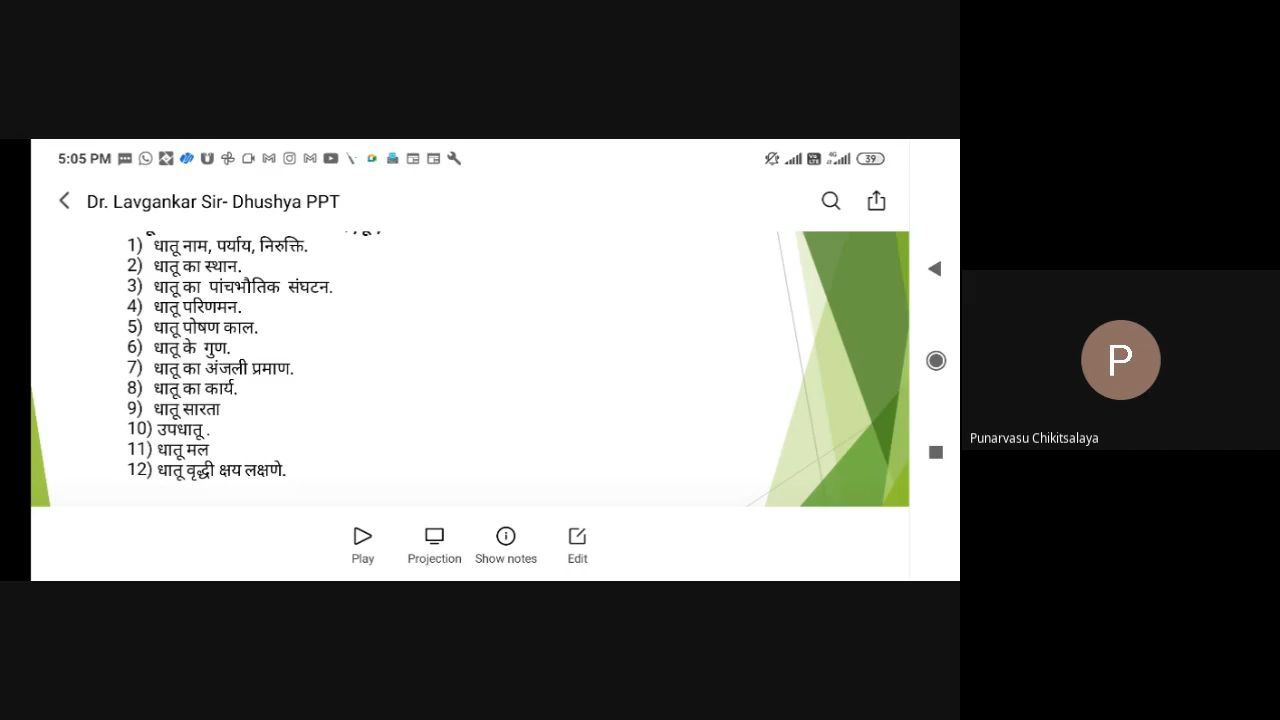 5:05 PM
39
Dr. Lavgankar Sir- Dhushya PPT
1) धातू नाम, पर्याय, निरुक्ति.
2) धातू का स्थान.
3) धातू का पांचभौतिक संघटन.
4) धातू परिणमन.
5) धातू पोषण काल.
6) धातू के गुण.
7) धातू का अंजली प्रमाण.
8) धातू का कार्य.
9) धातू सारता
10) उपधातू .
11) धातू मल
12) धातू वृद्धी क्षय लक्षणे.
Play Projection Show notes Edit
P
Punarvasu Chikitsalaya